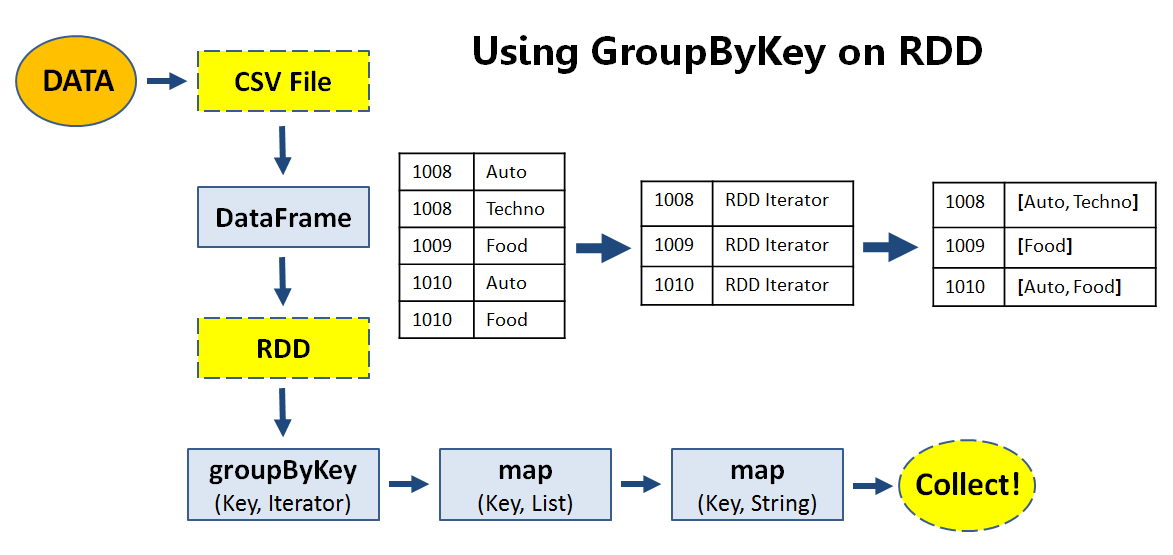 Using GroupByKey on RDD
DATA
CSV File
DataFrame
RDD
1008 Auto
1008 Techno
1009 Food
1010 Auto
1010 Food
1008 RDD Iterator
1009 RDD Iterator
1010 RDD Iterator
1008 [Auto, Techno]
1009 [Food]
1010 [Auto, Food]
groupByKey
(Key, Iterator)
map
(Key, List)
map
(Key, String)
Collect!